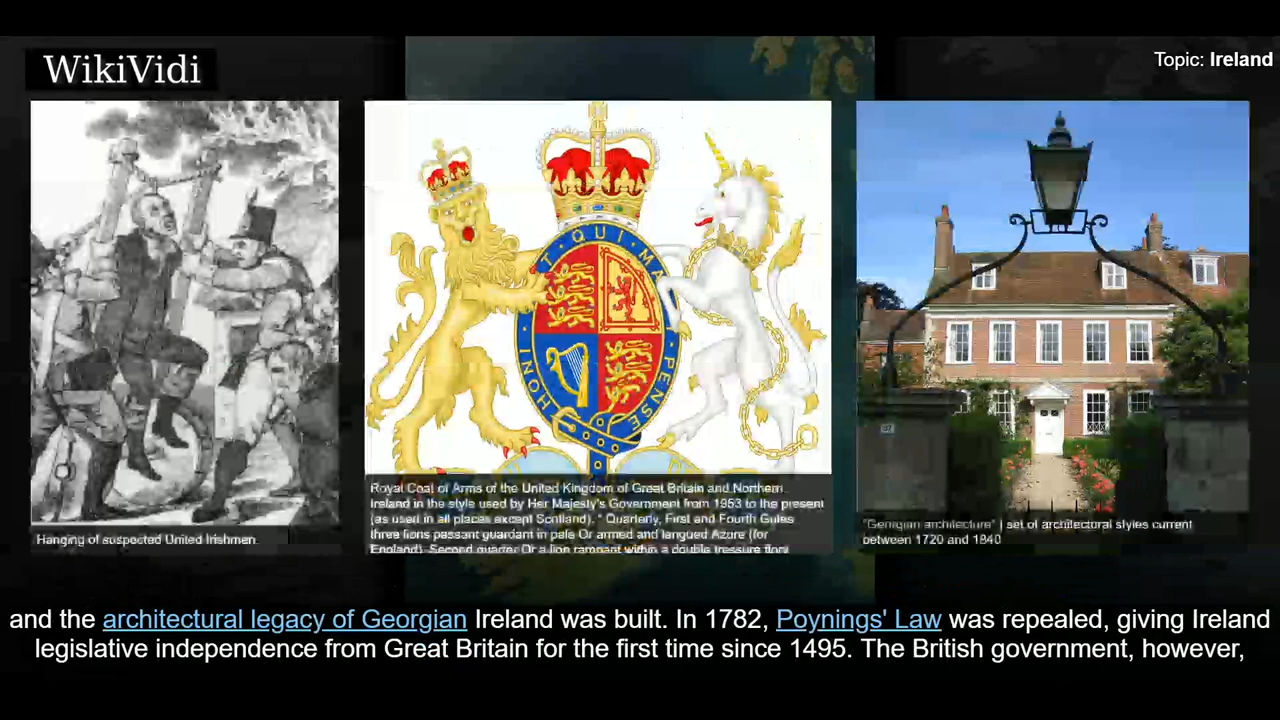 WikiVidi
Topic: Ireland
T · QUI · MA
· INOH
· PENSE
37
Hanging of suspected United Irishmen
Royal Coat of Arms of the United Kingdom of Great Britain and Northern
Ireland in the style used by Her Majesty's Government from 1953 to the present
(as used in all places except Scotland). " Quarterly, First and Fourth Gules
three lions passant guardant in pale Or armed and langued Azure (for
England), Second quarter Or a lion rampant within a double tressure flory
"Georgian architecture" | set of architectural styles current
between 1720 and 1840
and the architectural legacy of Georgian Ireland was built. In 1782, Poynings' Law was repealed, giving Ireland
legislative independence from Great Britain for the first time since 1495. The British government, however,